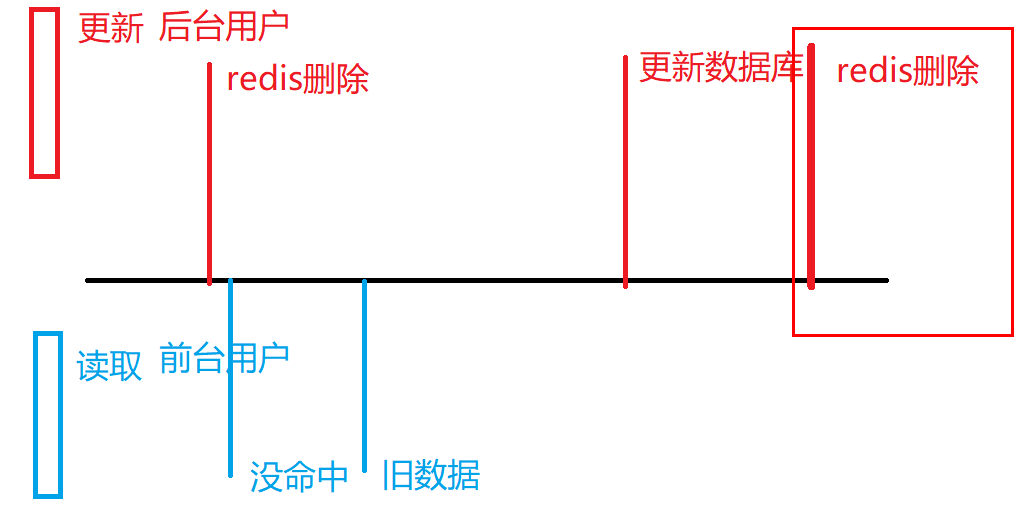 更新 后台用户
redis删除
更新数据库
redis删除
读取 前台用户
没命中
旧数据